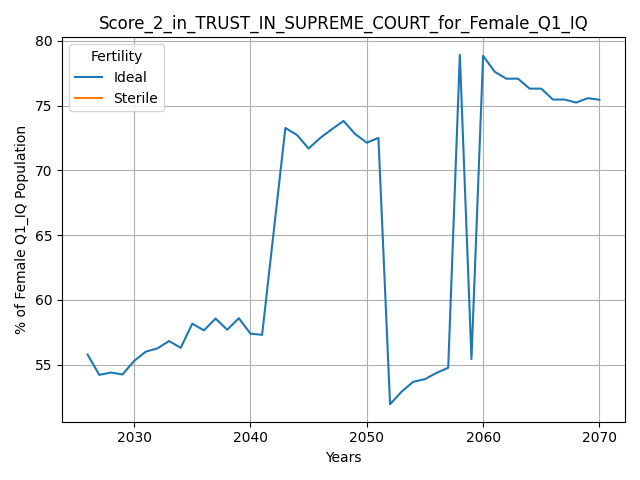 Score_2_in_TRUST_IN_SUPREME_COURT_for_Female_Q1_IQ
Fertility
Ideal
Sterile
% of Female Q1_IQ Population
80
75
70
65
60
55
2030
2040
2050
2060
2070
Years